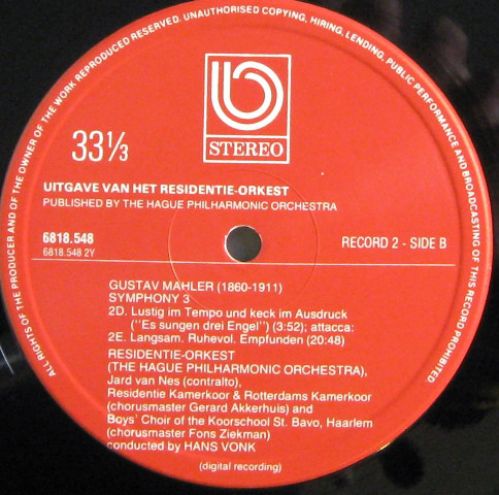 ALL RIGHTS OF THE PRODUCER AND OF THE OWNER OF THE WORK REPRODUCED RESERVED. UNAUTHORISED COPYING, HIRING, LENDING, PUBLIC PERFORMANCE AND BROADCASTING OF THIS RECORD PROHIBITED
STEREO
33⅓
UITGAVE VAN HET RESIDENTIE-ORKEST
PUBLISHED BY THE HAGUE PHILHARMONIC ORCHESTRA
6818.548
6818.548 2Y
RECORD 2 - SIDE B
GUSTAV MAHLER (1860-1911)
SYMPHONY 3
2D. Lustig im Tempo und keck im Ausdruck
("Es sungen drei Engel") (3:52); attacca:
2E. Langsam. Ruhevol. Empfunden (20:48)
RESIDENTIE-ORKEST
(THE HAGUE PHILHARMONIC ORCHESTRA),
Jard van Nes (contralto),
Residentie Kamerkoor & Rotterdams Kamerkoor
(chorusmaster Gerard Akkerhuis) and
Boys' Choir of the Koorschool St. Bavo, Haarlem
(chorusmaster Fons Ziekman)
conducted by HANS VONK
(digital recording)